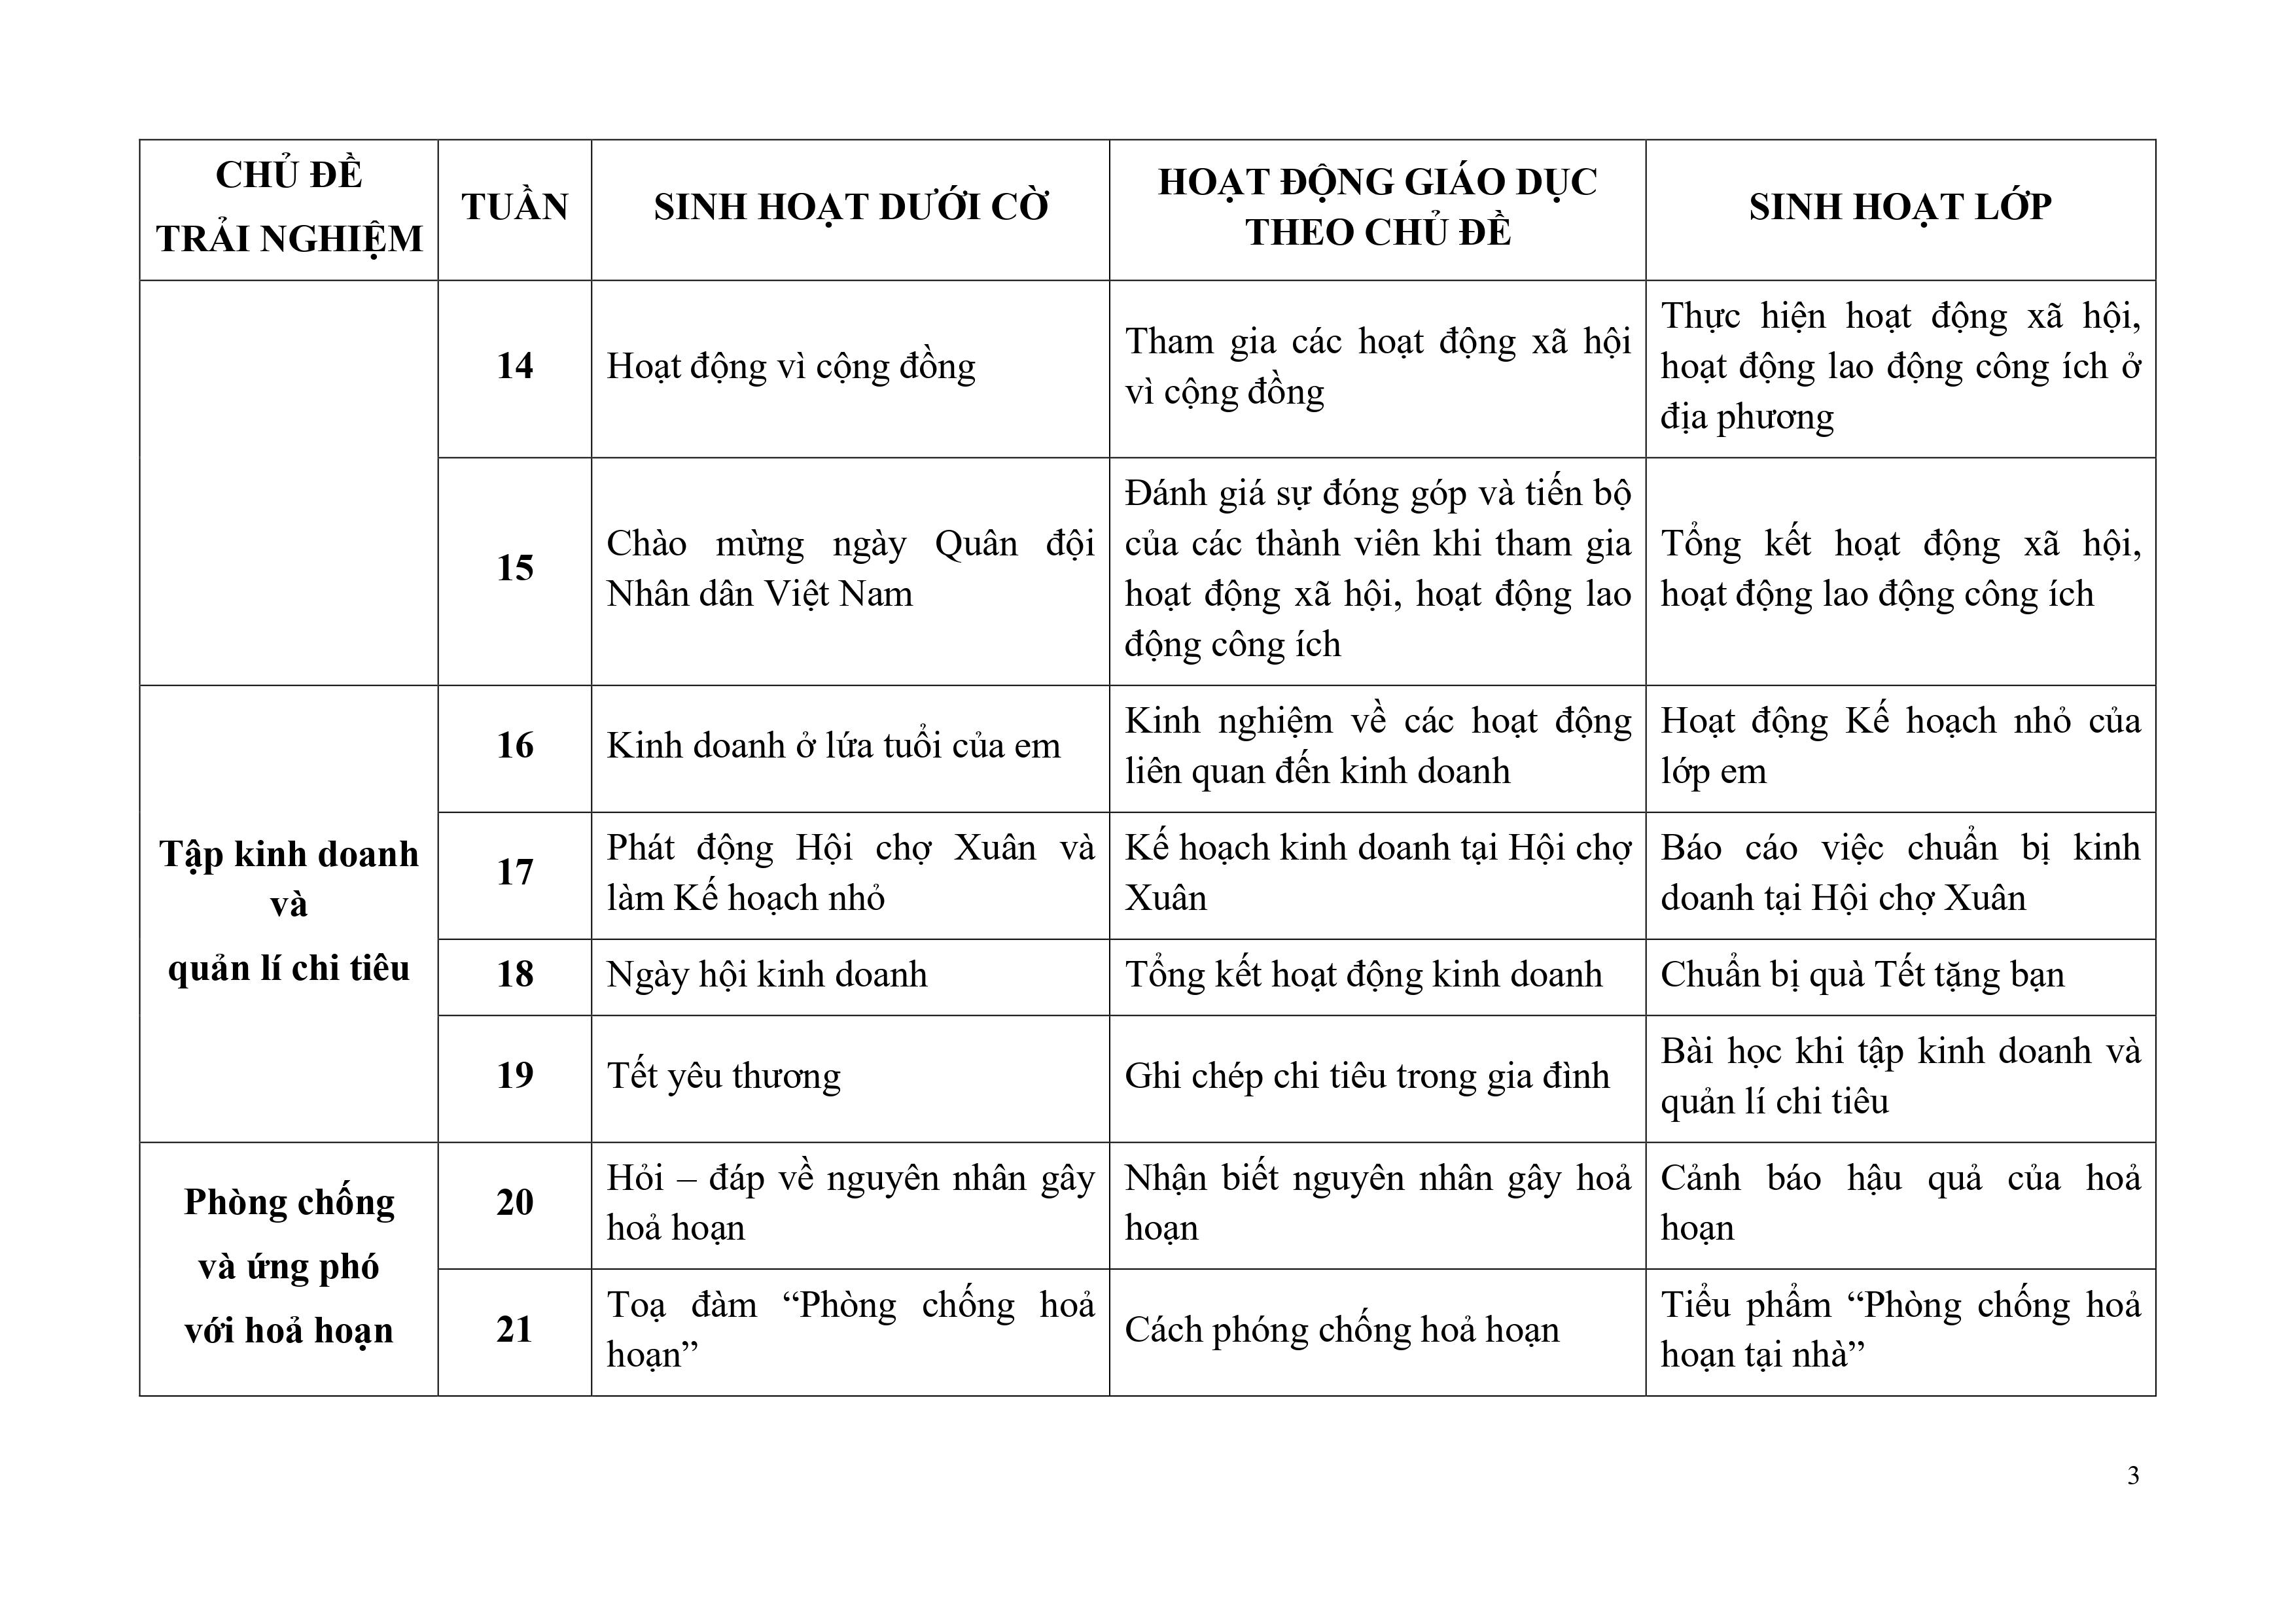 CHỦ ĐỀ
TRẢI NGHIỆM
TUẦN
SINH HOẠT DƯỚI CỜ
HOẠT ĐỘNG GIÁO DỤC
THEO CHỦ ĐỀ
SINH HOẠT LỚP
14
Hoạt động vì cộng đồng
Tham gia các hoạt động xã hội
vì cộng đồng
Thực hiện hoạt động xã hội,
hoạt động lao động công ích ở
địa phương
15
Chào mừng ngày Quân đội
Nhân dân Việt Nam
Đánh giá sự đóng góp và tiến bộ
của các thành viên khi tham gia
hoạt động xã hội, hoạt động lao
động công ích
Tổng kết hoạt động xã hội,
hoạt động lao động công ích
Tập kinh doanh
và
quản lí chi tiêu
16
Kinh doanh ở lứa tuổi của em
Kinh nghiệm về các hoạt động
liên quan đến kinh doanh
Hoạt động Kế hoạch nhỏ của
lớp em
17
Phát động Hội chợ Xuân và
làm Kế hoạch nhỏ
Kế hoạch kinh doanh tại Hội chợ
Xuân
Báo cáo việc chuẩn bị kinh
doanh tại Hội chợ Xuân
18
Ngày hội kinh doanh
Tổng kết hoạt động kinh doanh
Chuẩn bị quà Tết tặng bạn
19
Tết yêu thương
Ghi chép chi tiêu trong gia đình
Bài học khi tập kinh doanh và
quản lí chi tiêu
Phòng chống
và ứng phó
với hoả hoạn
20
Hỏi – đáp về nguyên nhân gây
hoả hoạn
Nhận biết nguyên nhân gây hoả
hoạn
Cảnh báo hậu quả của hoả
hoạn
21
Toạ đàm “Phòng chống hoả
hoạn”
Cách phóng chống hoả hoạn
Tiểu phẩm “Phòng chống hoả
hoạn tại nhà”
3